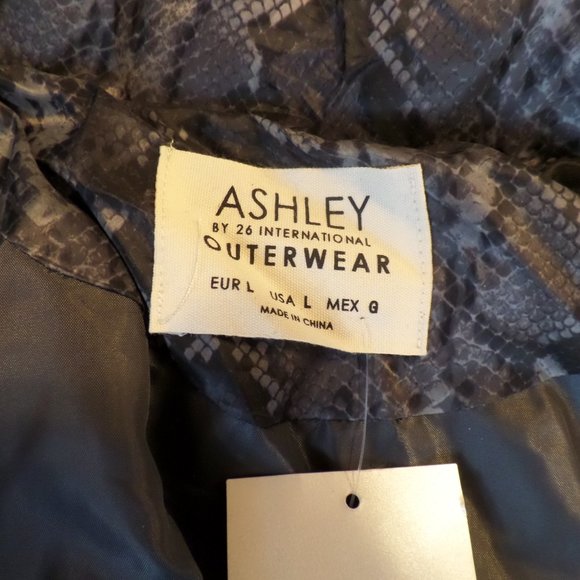 ASHLEY
BY 26 INTERNATIONAL
OUTERWEAR
EUR L USA L MEX G
MADE IN CHINA